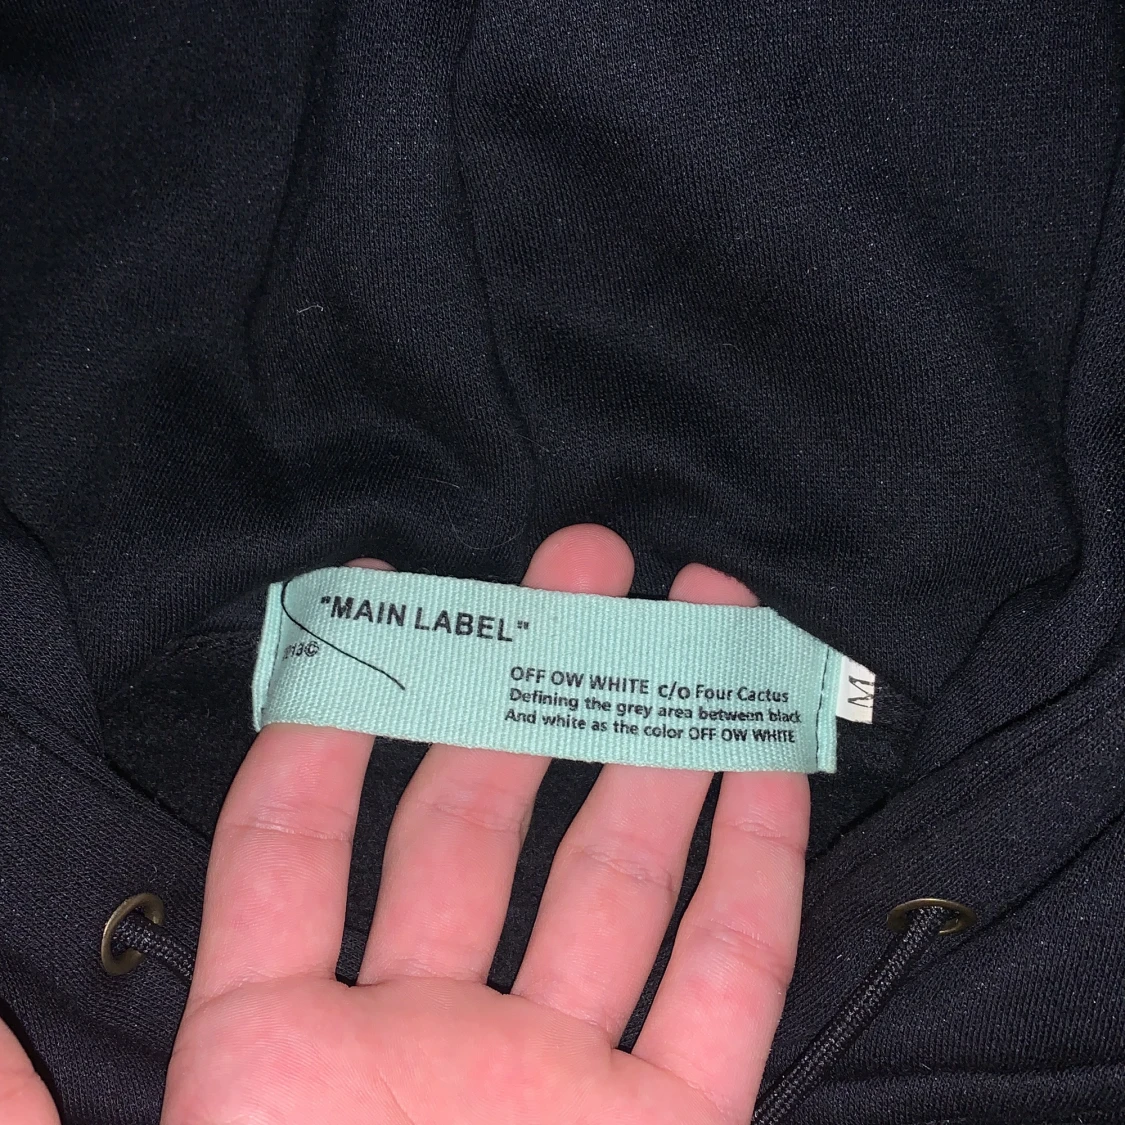 "MAIN LABEL"
2013©
OFF OW WHITE c/o Four Cactus
Defining the grey area between black
And white as the color OFF OW WHITE
M